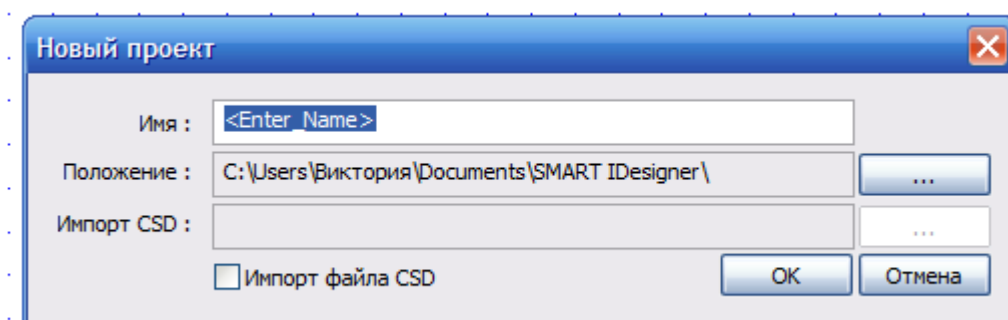 Новый проект
Имя : <Enter_Name>
Положение : C:\Users\Виктория\Documents\SMART IDesigner\ ...
Импорт CSD : ...
Импорт файла CSD OK Отмена